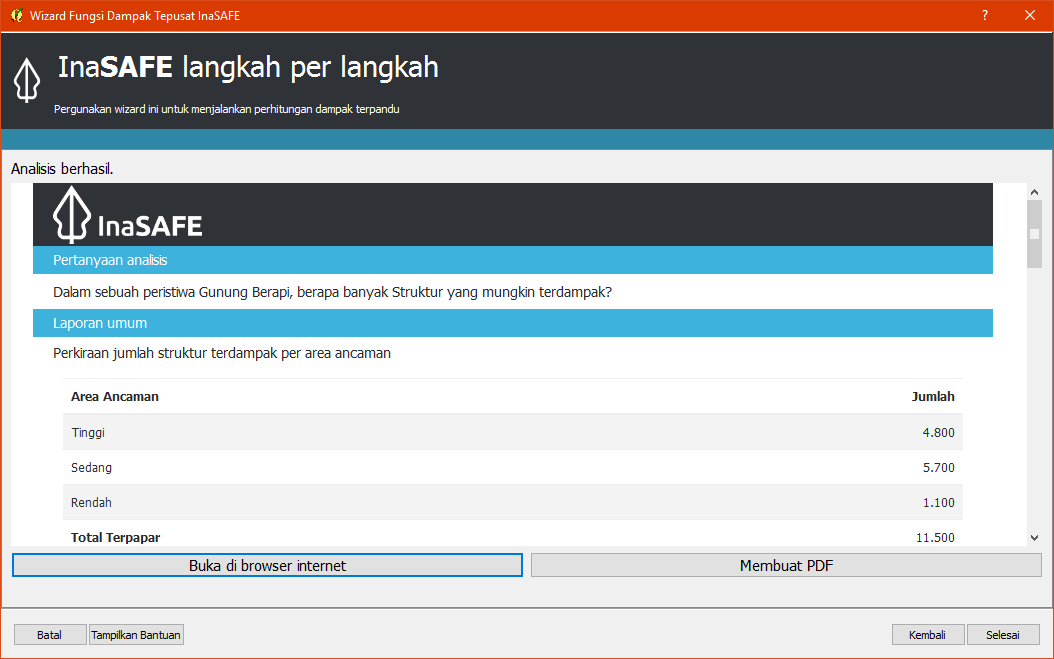 Wizard Fungsi Dampak Tepusat InaSAFE
?
InaSAFE langkah per langkah
Pergunakan wizard ini untuk menjalankan perhitungan dampak terpandu
Analisis berhasil.
InaSAFE
Pertanyaan analisis
Dalam sebuah peristiwa Gunung Berapi, berapa banyak Struktur yang mungkin terdampak?
Laporan umum
Perkiraan jumlah struktur terdampak per area ancaman
Area Ancaman Jumlah
Tinggi 4.800
Sedang 5.700
Rendah 1.100
Total Terpapar 11.500
Buka di browser internet Membuat PDF
Batal Tampilkan Bantuan Kembali Selesai